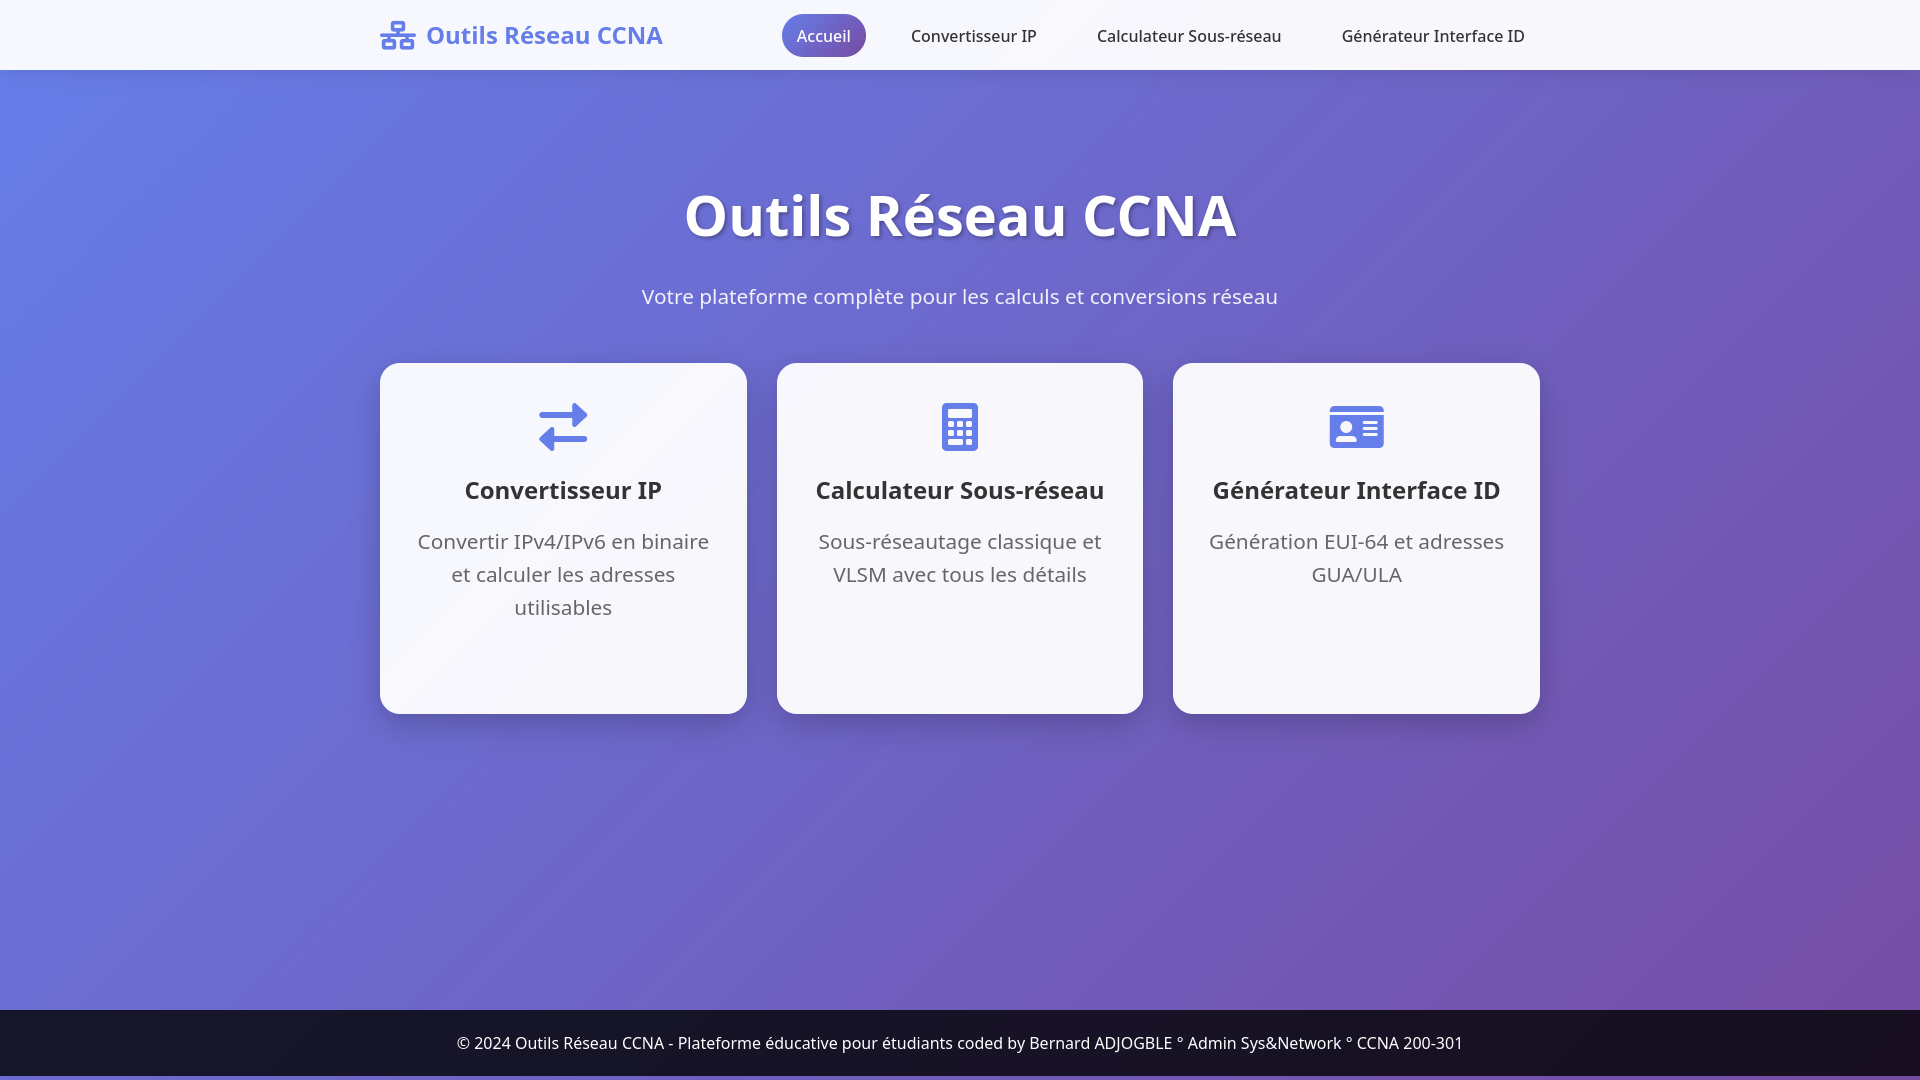 Outils Réseau CCNA
Accueil
Convertisseur IP
Calculateur Sous-réseau
Générateur Interface ID
Outils Réseau CCNA
Votre plateforme complète pour les calculs et conversions réseau
Convertisseur IP
Convertir IPv4/IPv6 en binaire
et calculer les adresses
utilisables
Calculateur Sous-réseau
Sous-réseautage classique et
VLSM avec tous les détails
Générateur Interface ID
Génération EUI-64 et adresses
GUA/ULA
© 2024 Outils Réseau CCNA - Plateforme éducative pour étudiants coded by Bernard ADJOGBLE ° Admin Sys&Network ° CCNA 200-301